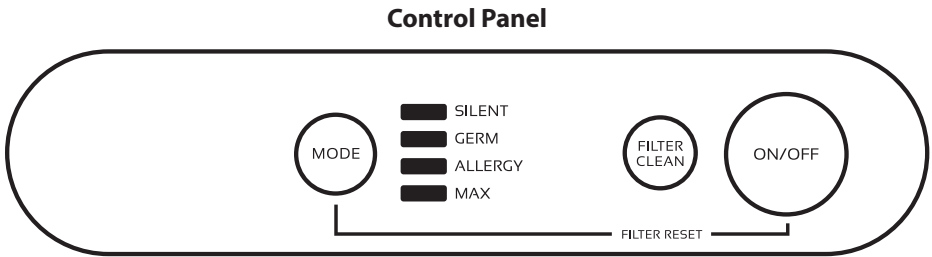 Control Panel
MODE
SILENT
GERM
ALLERGY
MAX
FILTER
CLEAN
ON/OFF
FILTER RESET